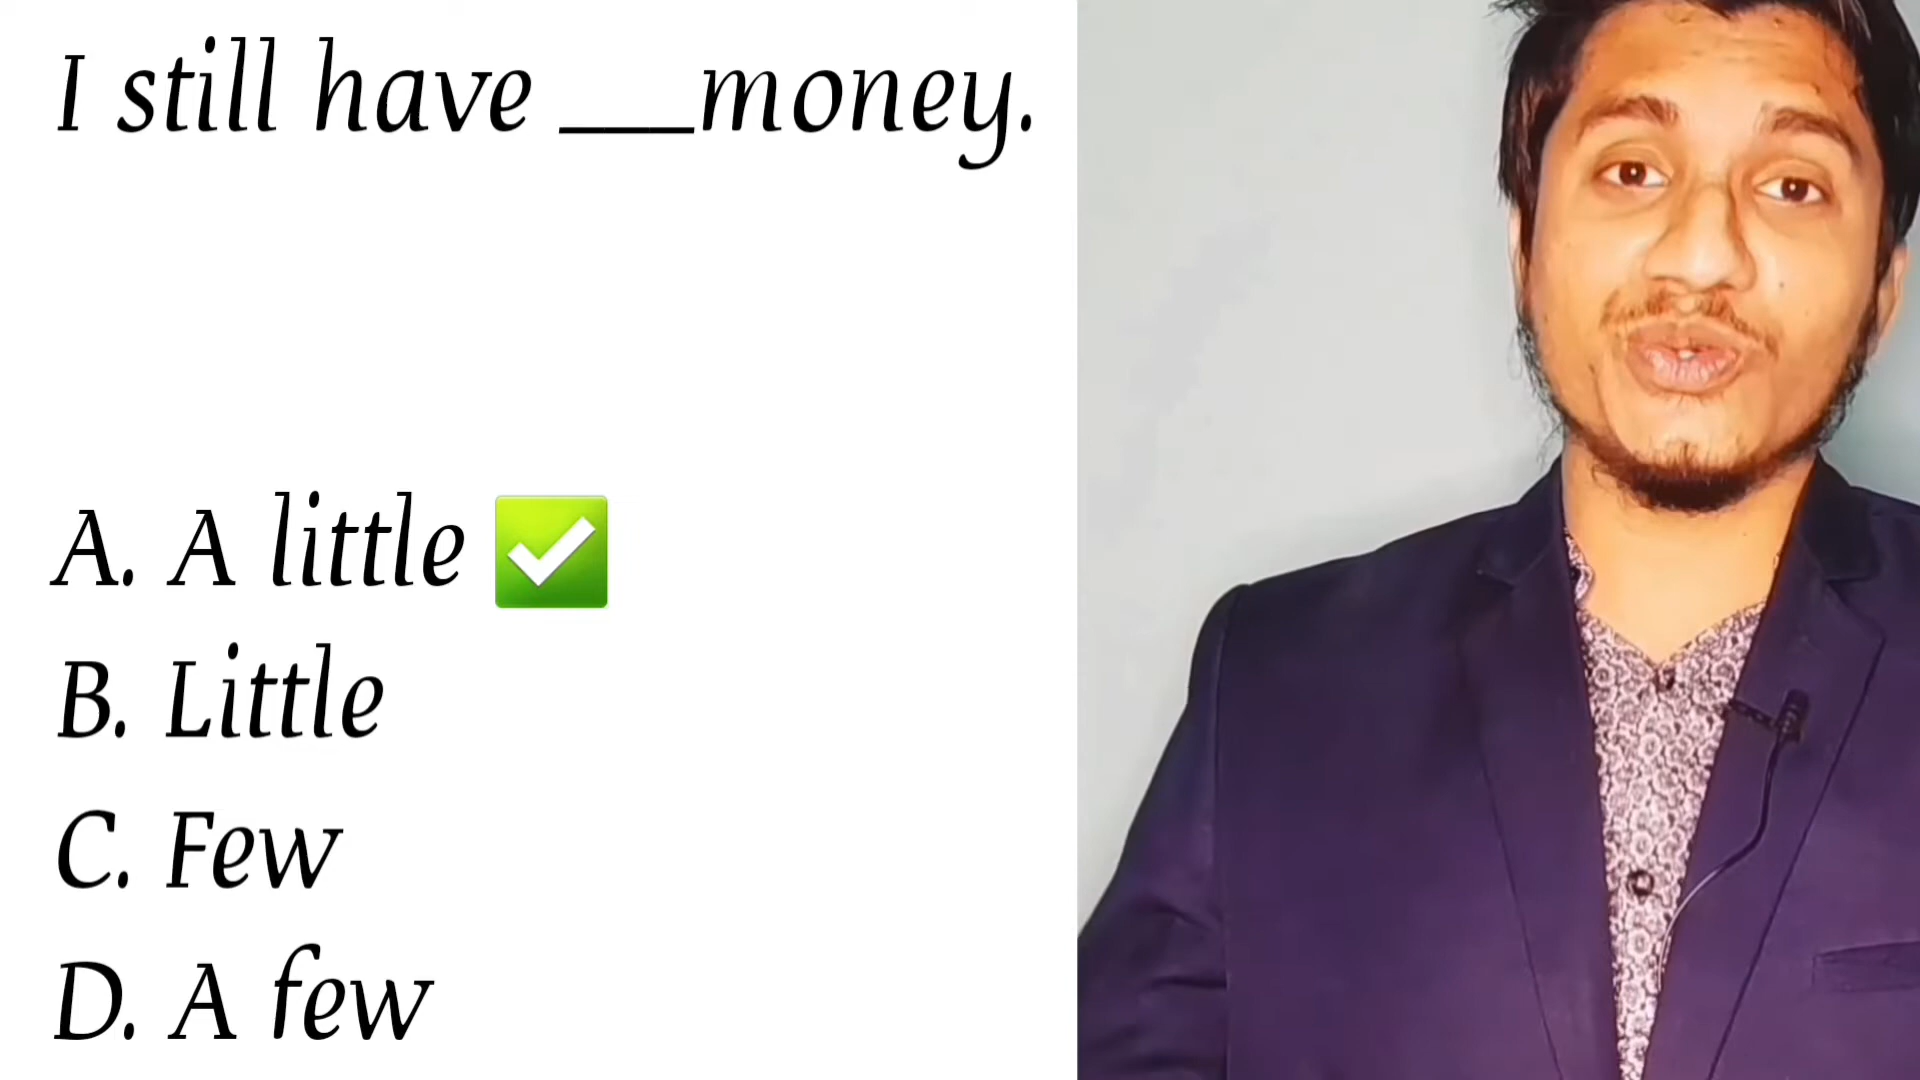 I still have ___money.
A. A little ✅
B. Little
C. Few
D. A few